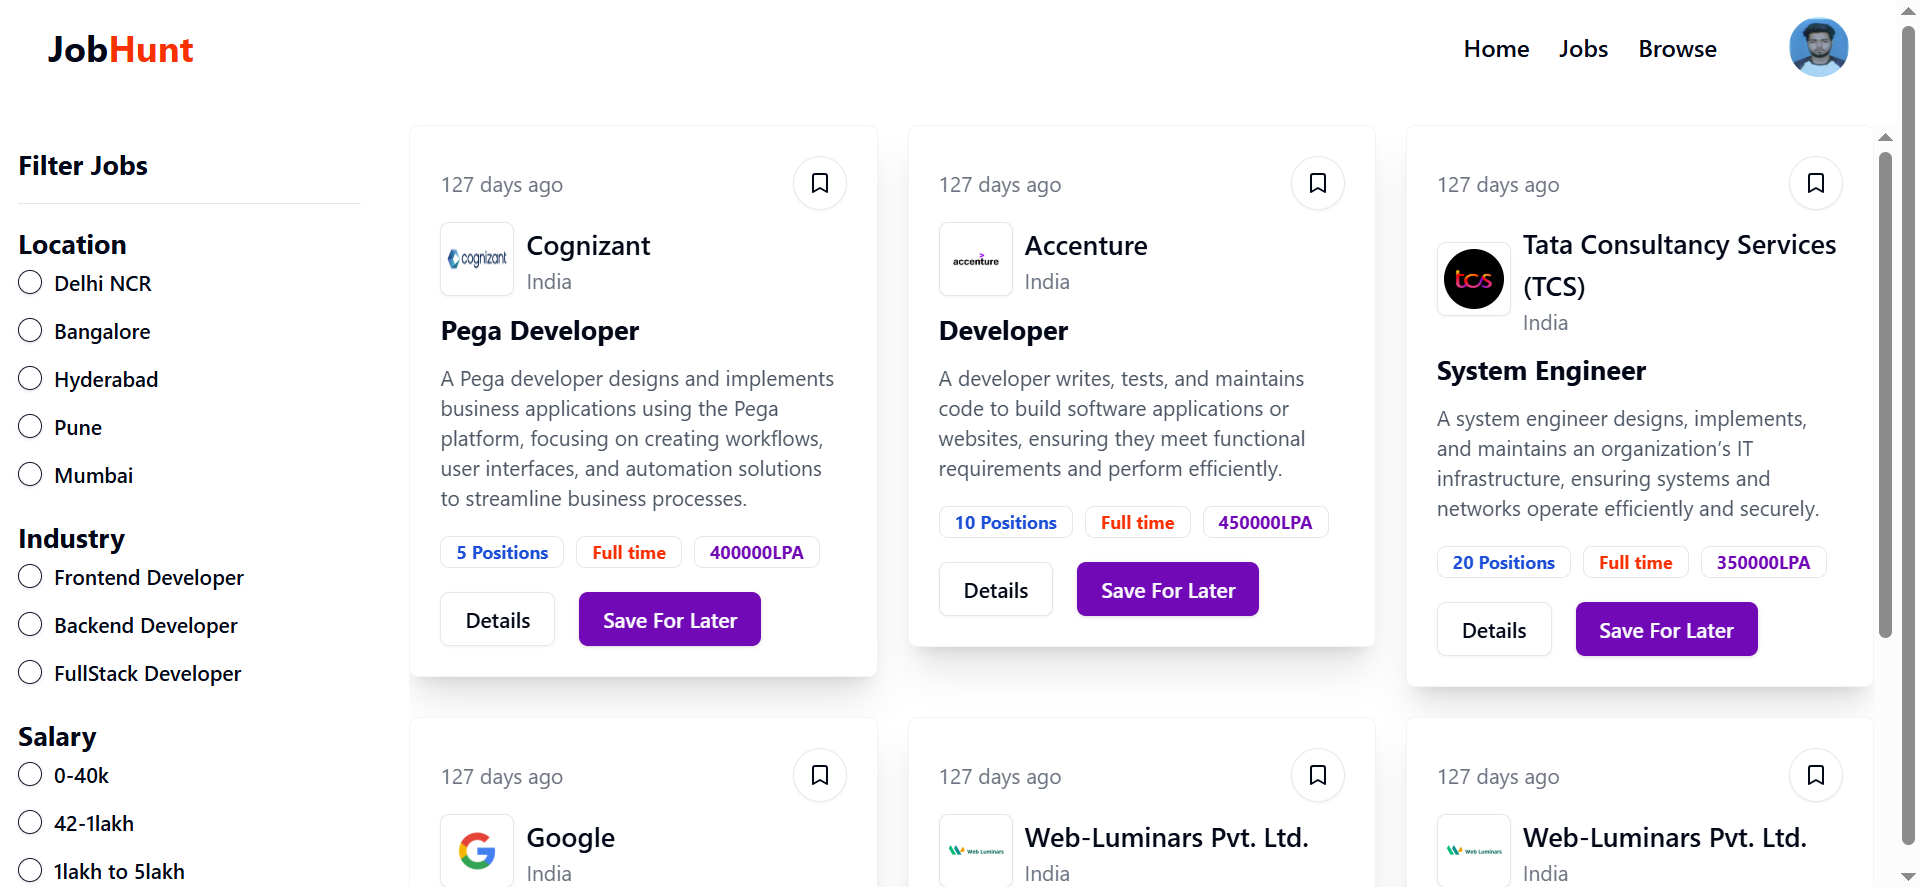 JobHunt
Home
Jobs
Browse
Filter Jobs
Location
Delhi NCR
Bangalore
Hyderabad
Pune
Mumbai
Industry
Frontend Developer
Backend Developer
FullStack Developer
Salary
0-40k
42-1lakh
1lakh to 5lakh
127 days ago
cognizant
Cognizant
India
Pega Developer
A Pega developer designs and implements
business applications using the Pega
platform, focusing on creating workflows,
user interfaces, and automation solutions
to streamline business processes.
5 Positions
Full time
400000LPA
Details
Save For Later
127 days ago
accenture
Accenture
India
Developer
A developer writes, tests, and maintains
code to build software applications or
websites, ensuring they meet functional
requirements and perform efficiently.
10 Positions
Full time
450000LPA
Details
Save For Later
127 days ago
tcs
Tata Consultancy Services
(TCS)
India
System Engineer
A system engineer designs, implements,
and maintains an organization’s IT
infrastructure, ensuring systems and
networks operate efficiently and securely.
20 Positions
Full time
350000LPA
Details
Save For Later
127 days ago
Google
India
127 days ago
Web Luminars
Web-Luminars Pvt. Ltd.
India
127 days ago
Web Luminars
Web-Luminars Pvt. Ltd.
India